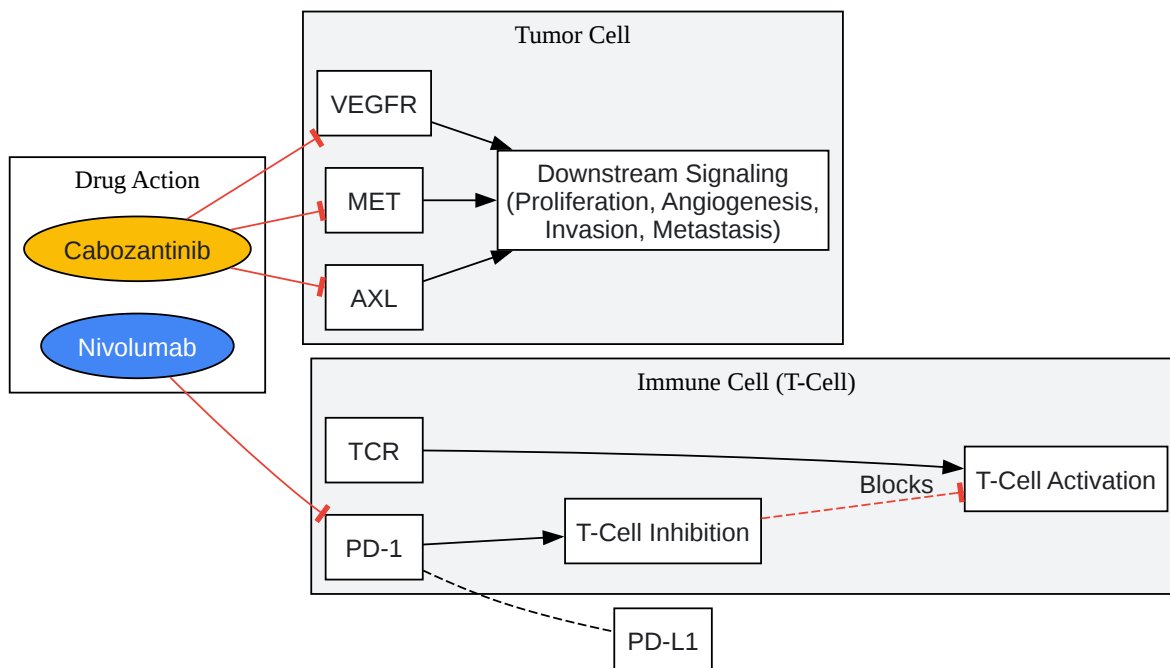 Tumor Cell
VEGFR
Drug Action
MET
Downstream Signaling
(Proliferation, Angiogenesis,
Invasion, Metastasis)
Cabozantinib
AXL
Nivolumab
Immune Cell (T-Cell)
TCR
Blocks
T-Cell Activation
T-Cell Inhibition
PD-1
PD-L1